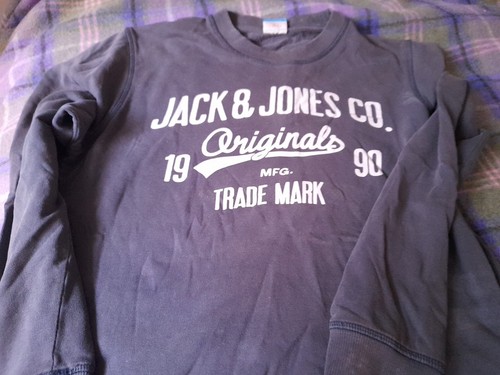 JACK & JONES CO.
Originals
19 90
MFG.
TRADE MARK